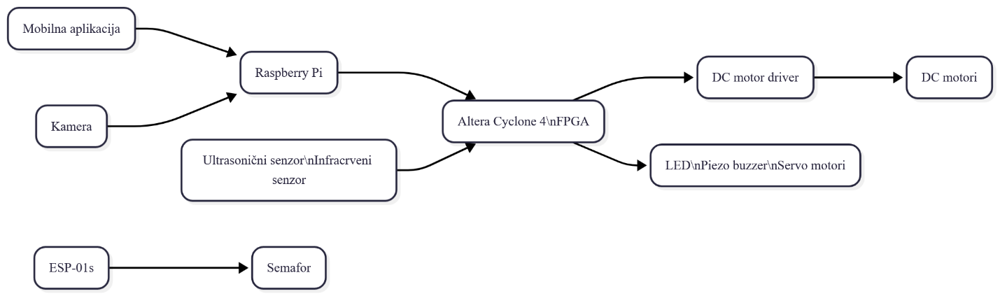 Mobilna aplikacija
Kamera
Raspberry Pi
Ultrasonični senzor\nInfracrveni
senzor
Altera Cyclone 4\nFPGA
DC motor driver
DC motori
LED\nPiezo buzzer\nServo motori
ESP-01s
Semafor